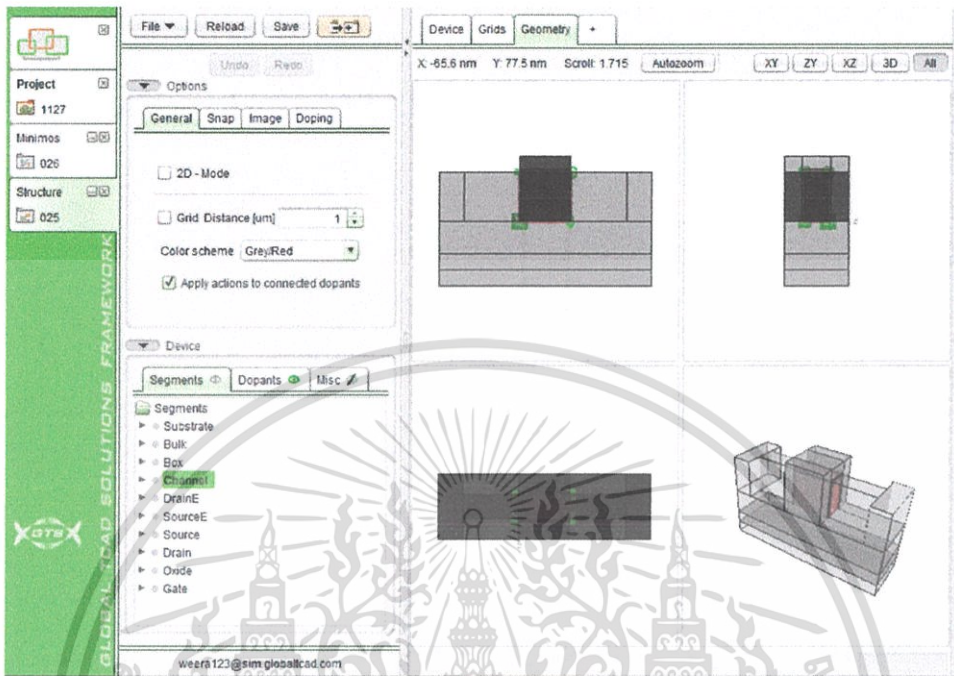 File Reload Save
Undo Redo
Project
1127
Minimos
026
Structure
025
Options
General Snap Image Doping
2D - Mode
Grid Distance [um] 1
Color scheme Grey/Red
Apply actions to connected dopants
Device
Segments Dopants Misc
Segments
Substrate
Bulk
Box
Channel
DrainE
SourceE
Source
Drain
Oxide
Gate
weera123@sim.globaltcad.com
GLOBAL TCAD SOLUTIONS FRAMEWORK
GTS
Device Grids Geometry +
X: -65.6 nm Y: 77.5 nm Scroll: 1.715 Autozoom XY ZY XZ 3D All